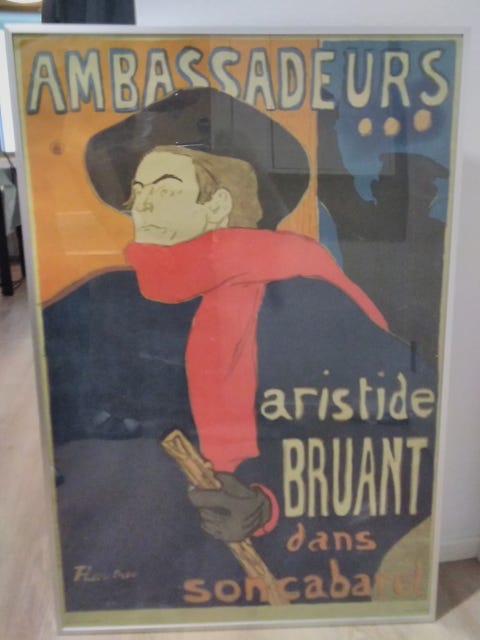 AMBASSADEURS
...
aristide
BRUANT
dans
son cabaret